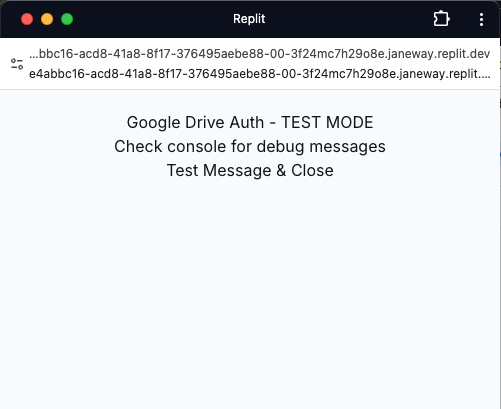 Replit
...bbc16-acd8-41a8-8f17-376495aebe88-00-3f24mc7h29o8e.janeway.replit.dev
e4abbc16-acd8-41a8-8f17-376495aebe88-00-3f24mc7h29o8e.janeway.replit....
Google Drive Auth - TEST MODE
Check console for debug messages
Test Message & Close